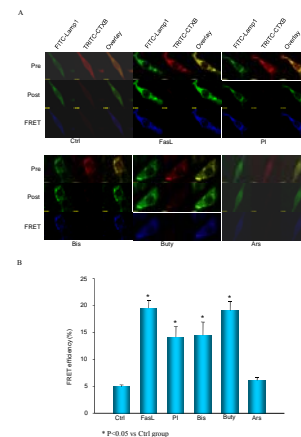 A
FITC-Lamp1 TRITC-CTXB Overlay FITC-Lamp1 TRITC-CTXB Overlay FITC-Lamp1 TRITC-CTXB Overlay
Pre
Post
FRET
Ctrl FasL PI
Pre
Post
FRET
Bis Buty Ars
B
FRET efficiency (%)
25
20
15
10
5
0
Ctrl FasL PI Bis Buty Ars
* * * *
* P<0.05 vs Ctrl group